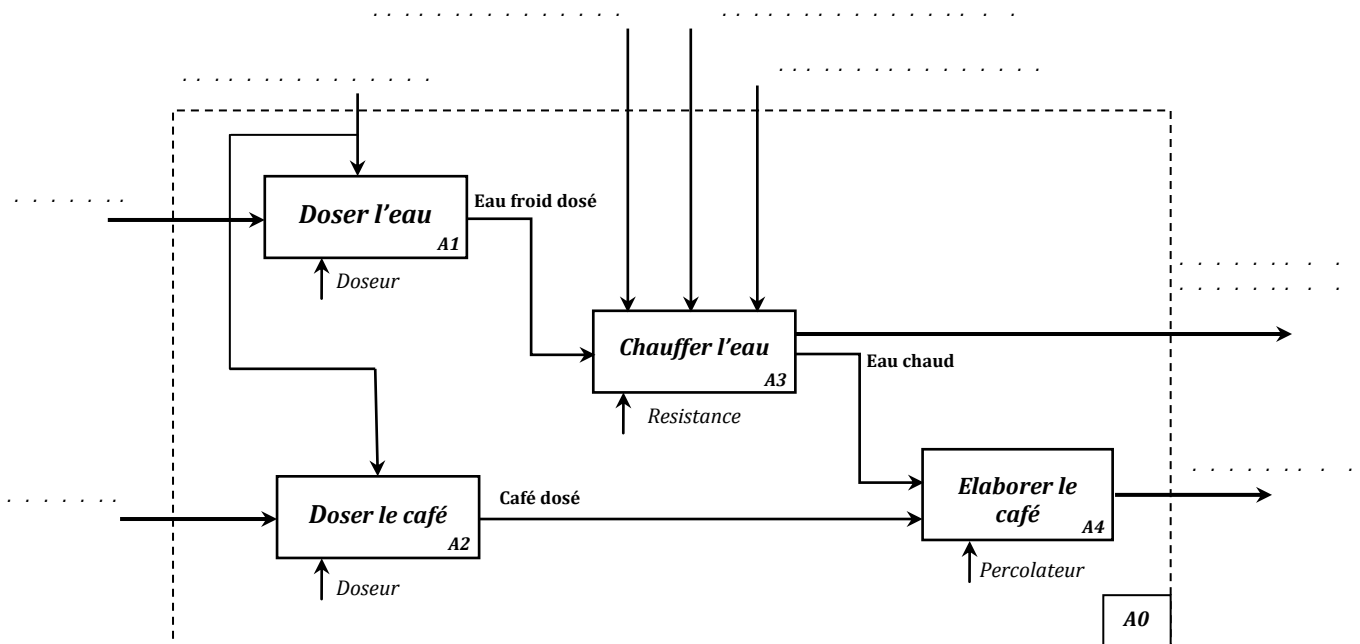 Doser l’eau
A1
Eau froid dosé
Doseur
Chauffer l’eau
A3
Eau chaud
Resistance
Doser le café
A2
Café dosé
Doseur
Elaborer le
café
A4
Percolateur
A0